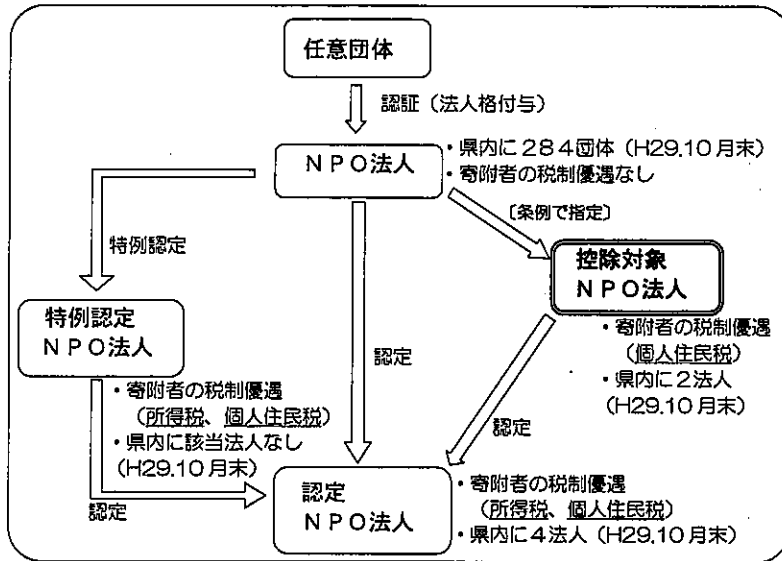 任意団体
認証（法人格付与）
ＮＰＯ法人
・県内に２８４団体（H29.10月末）
・寄附者の税制優遇なし
〔条例で指定〕
特例認定
控除対象
ＮＰＯ法人
・寄附者の税制優遇
（個人住民税）
・県内に２法人
（H29.10月末）
特例認定
ＮＰＯ法人
・寄附者の税制優遇
（所得税、個人住民税）
・県内に該当法人なし
（H29.10月末）
認定
認定
認定
認定
ＮＰＯ法人
・寄附者の税制優遇
（所得税、個人住民税）
・県内に４法人（H29.10月末）